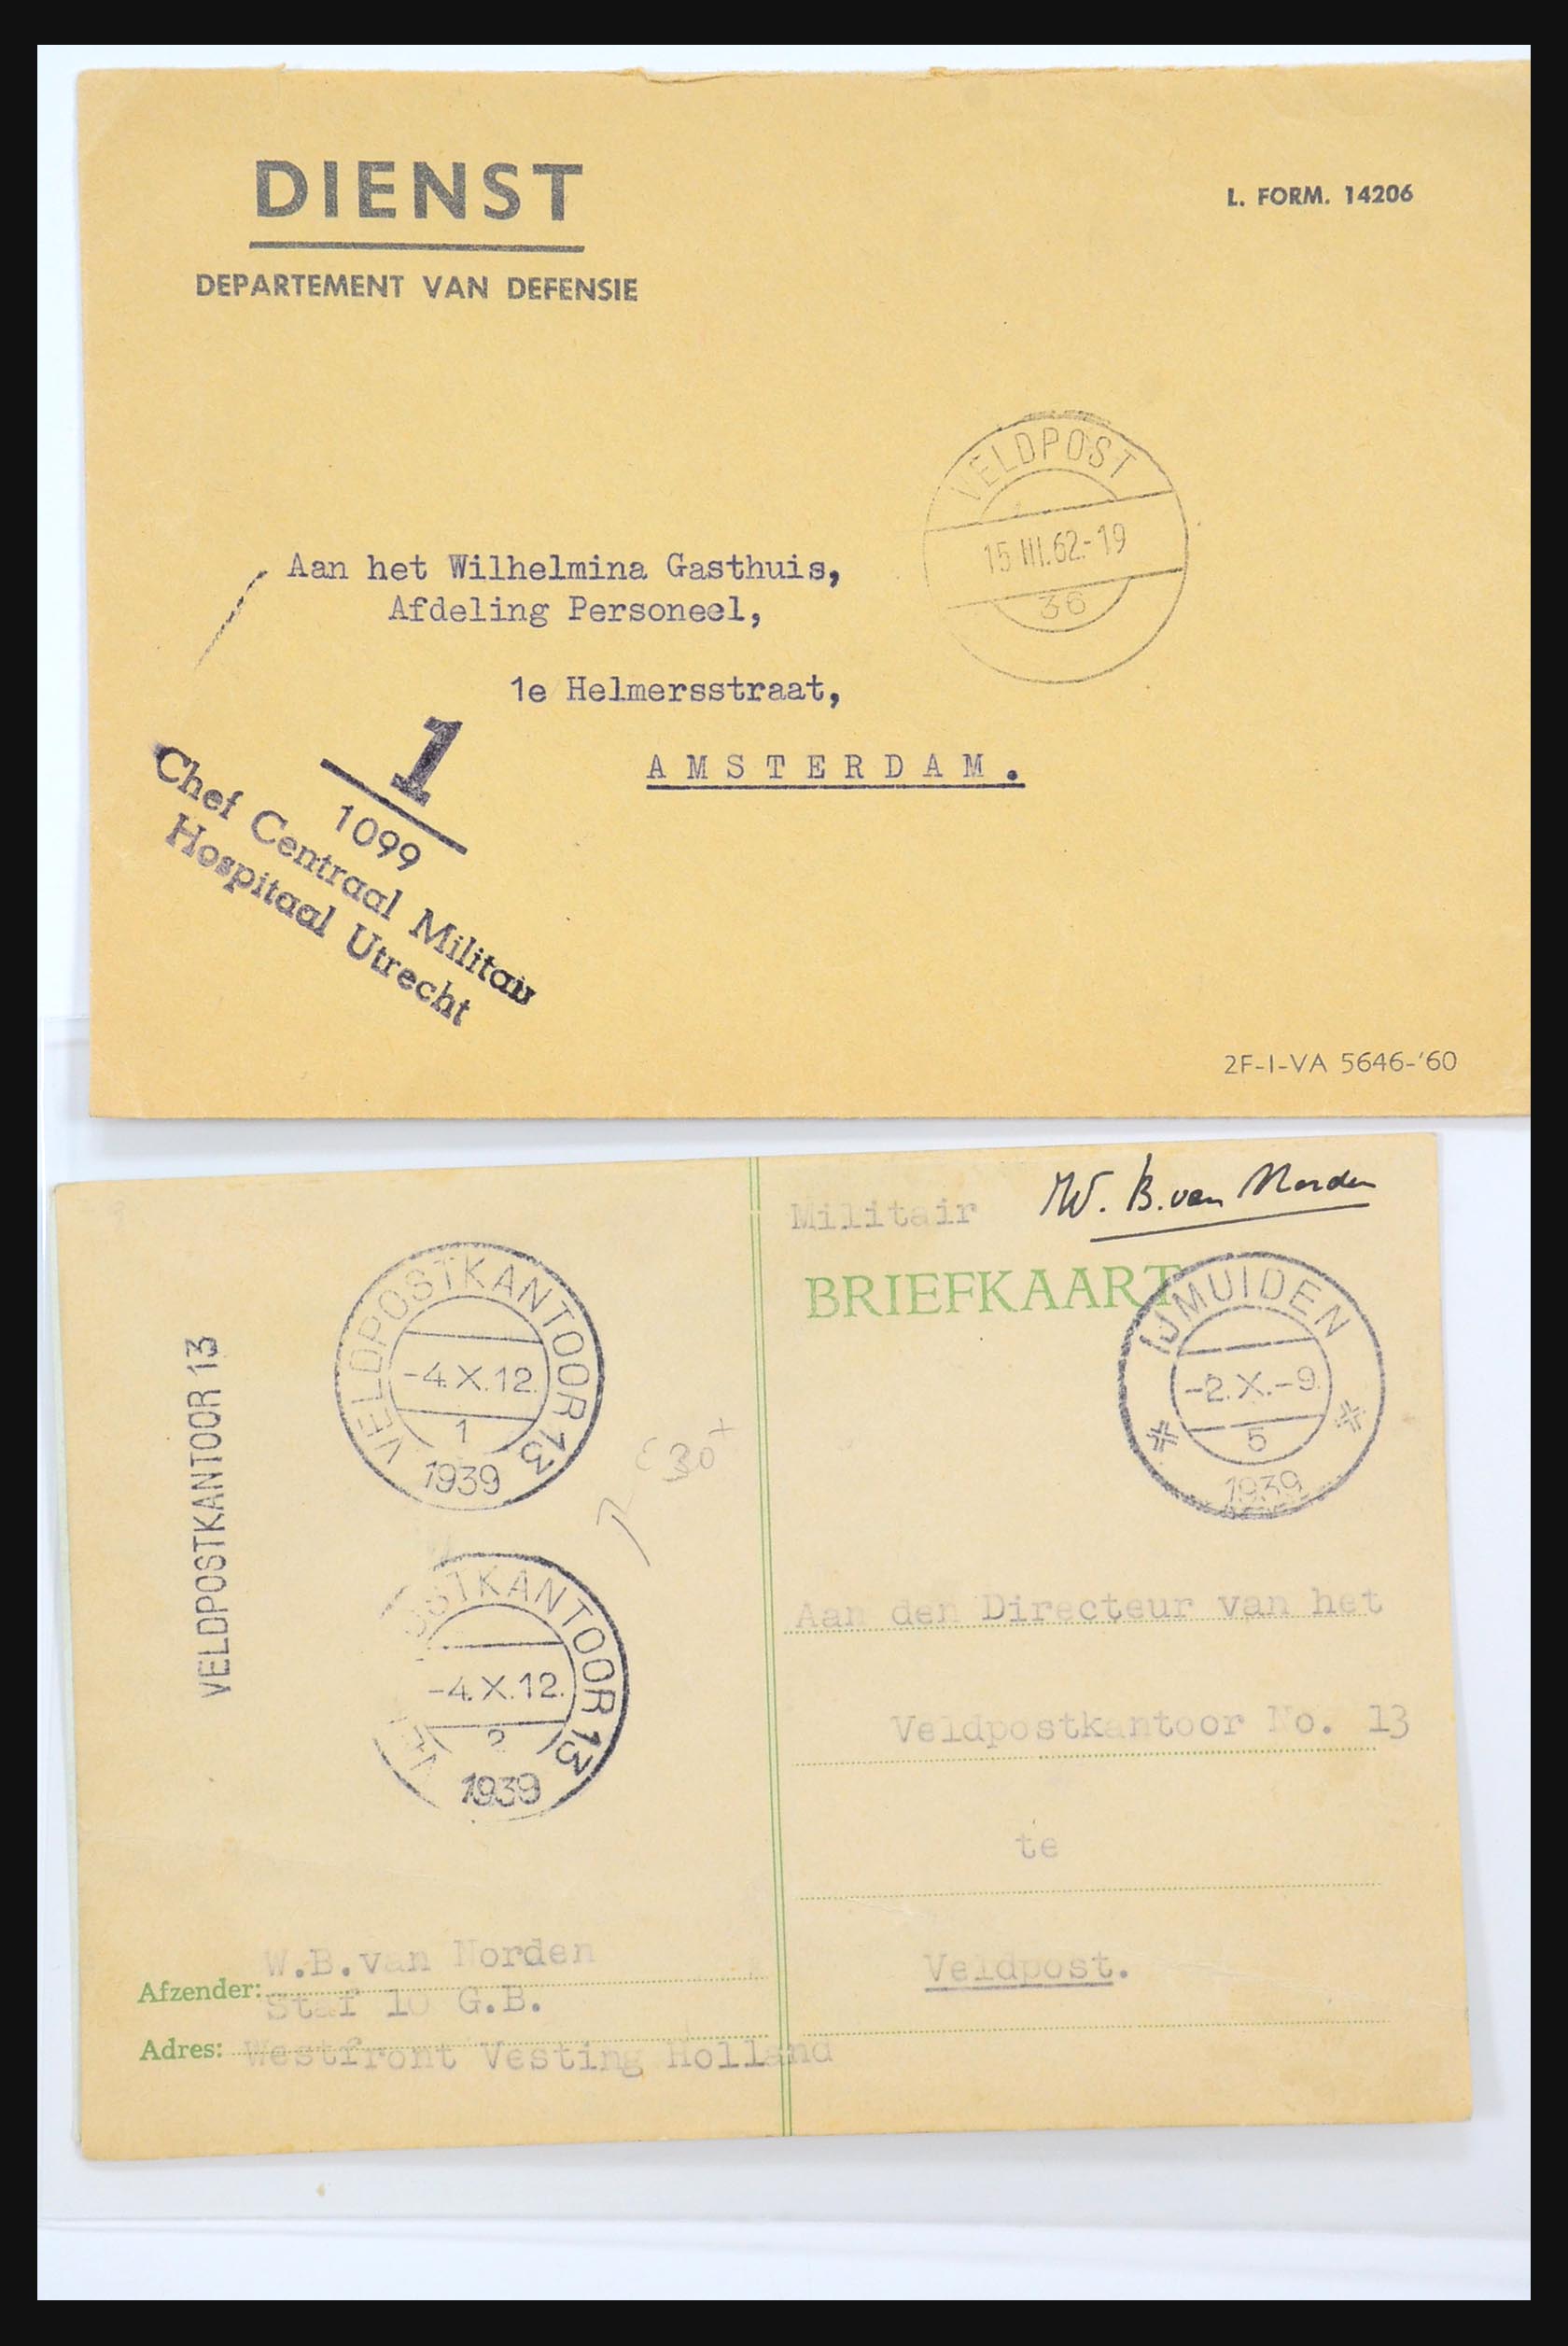 DIENST
DEPARTEMENT VAN DEFENSIE
L. FORM. 14206
VELDPOST
15 III.62.-19
36
Aan het Wilhelmina Gasthuis,
Afdeling Personeel,
1e Helmersstraat,
AMSTERDAM.
1
1099
Chef Centraal Militair
Hospitaal Utrecht
2F-I-VA 5646-'60
Militair
W. B. van Norden
BRIEFKAART
IJMUIDEN
-2.X.-9.
5
1939
VELDPOSTKANTOOR 13
VELDPOSTKANTOOR 13
-4.X.12.
1
1939
€30+
STKANTOOR 13
-4.X.12.
2
1939
Aan den Directeur van het
Veldpostkantoor No. 13
te
Veldpost.
W.B.van Norden
Afzender:
Staf 10 G.B.
Adres: Westfront Vesting Holland